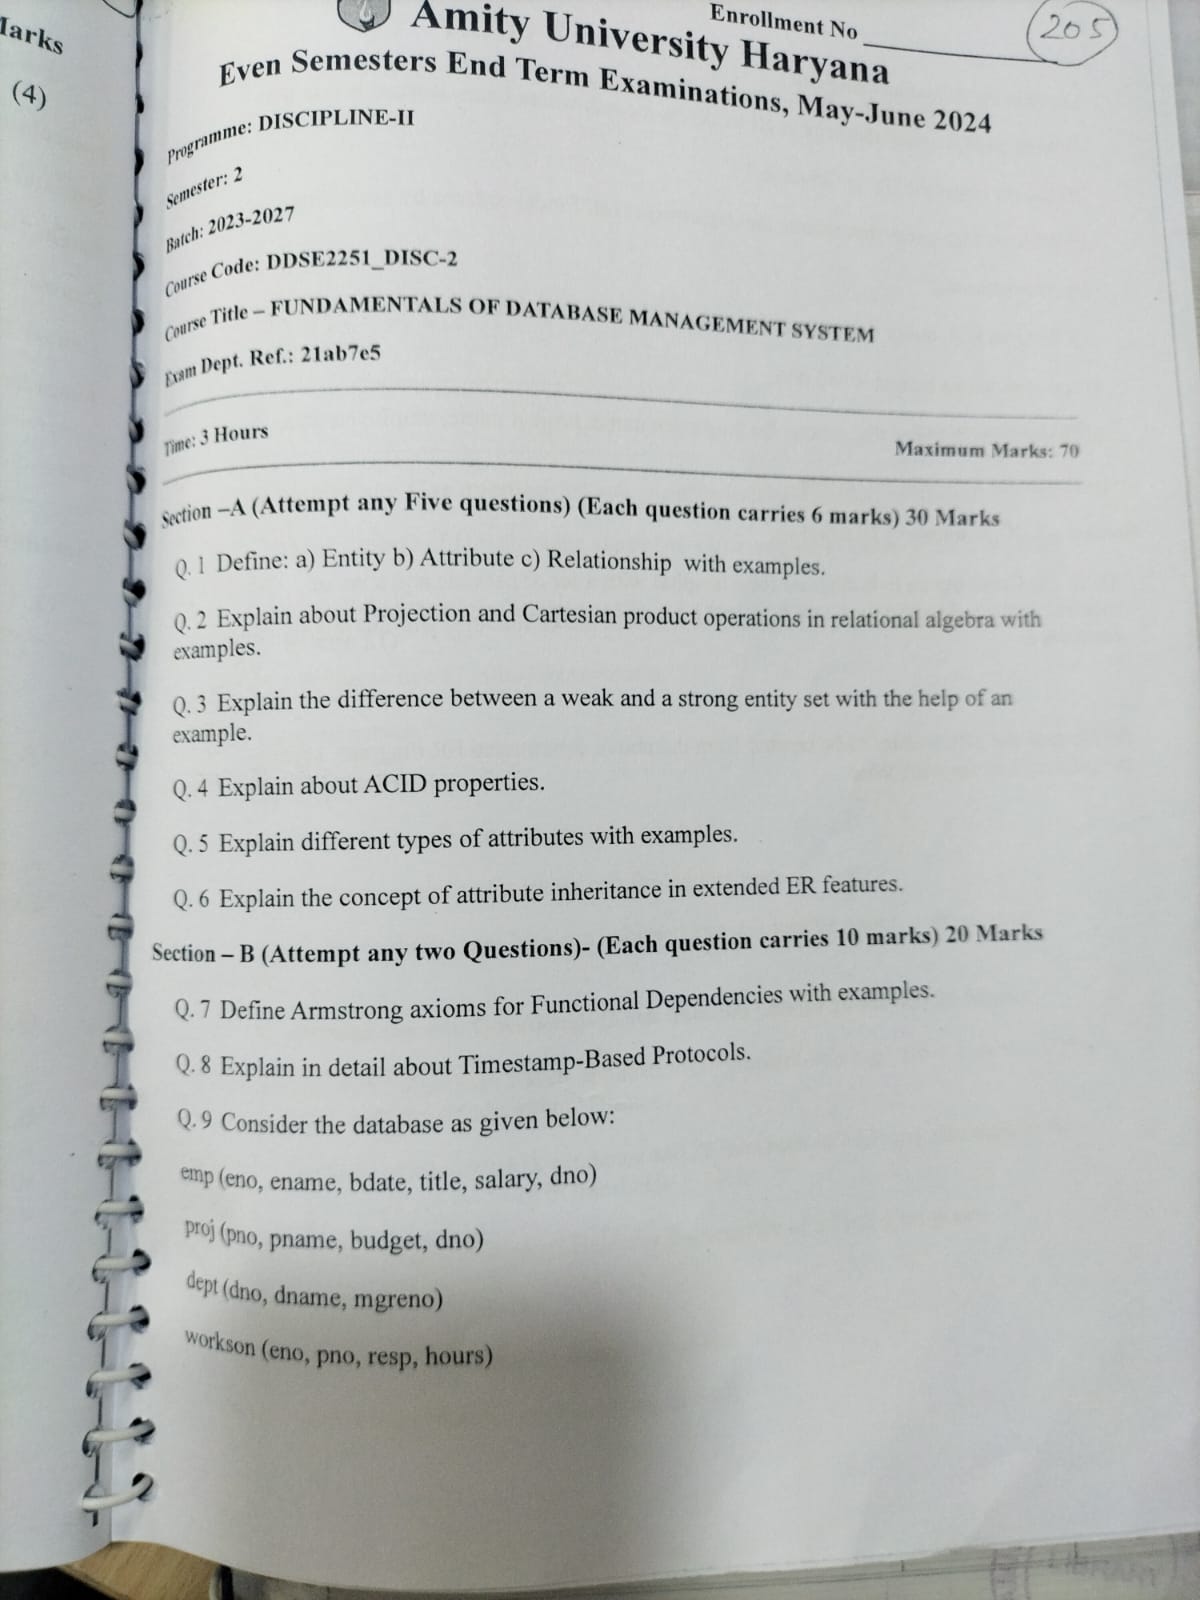 Marks
(4)
Enrollment No
205
Amity University Haryana
Even Semesters End Term Examinations, May-June 2024
Programme: DISCIPLINE-II
Semester: 2
Batch: 2023-2027
Course Code: DDSE2251_DISC-2
Course Title – FUNDAMENTALS OF DATABASE MANAGEMENT SYSTEM
Exam Dept. Ref.: 21ab7e5
Time: 3 Hours
Maximum Marks: 70
Section –A (Attempt any Five questions) (Each question carries 6 marks) 30 Marks
Q. 1 Define: a) Entity b) Attribute c) Relationship with examples.
Q. 2 Explain about Projection and Cartesian product operations in relational algebra with
examples.
Q. 3 Explain the difference between a weak and a strong entity set with the help of an
example.
Q. 4 Explain about ACID properties.
Q. 5 Explain different types of attributes with examples.
Q. 6 Explain the concept of attribute inheritance in extended ER features.
Section – B (Attempt any two Questions)- (Each question carries 10 marks) 20 Marks
Q. 7 Define Armstrong axioms for Functional Dependencies with examples.
Q. 8 Explain in detail about Timestamp-Based Protocols.
Q. 9 Consider the database as given below:
emp (eno, ename, bdate, title, salary, dno)
proj (pno, pname, budget, dno)
dept (dno, dname, mgreno)
workson (eno, pno, resp, hours)
LIBRARY